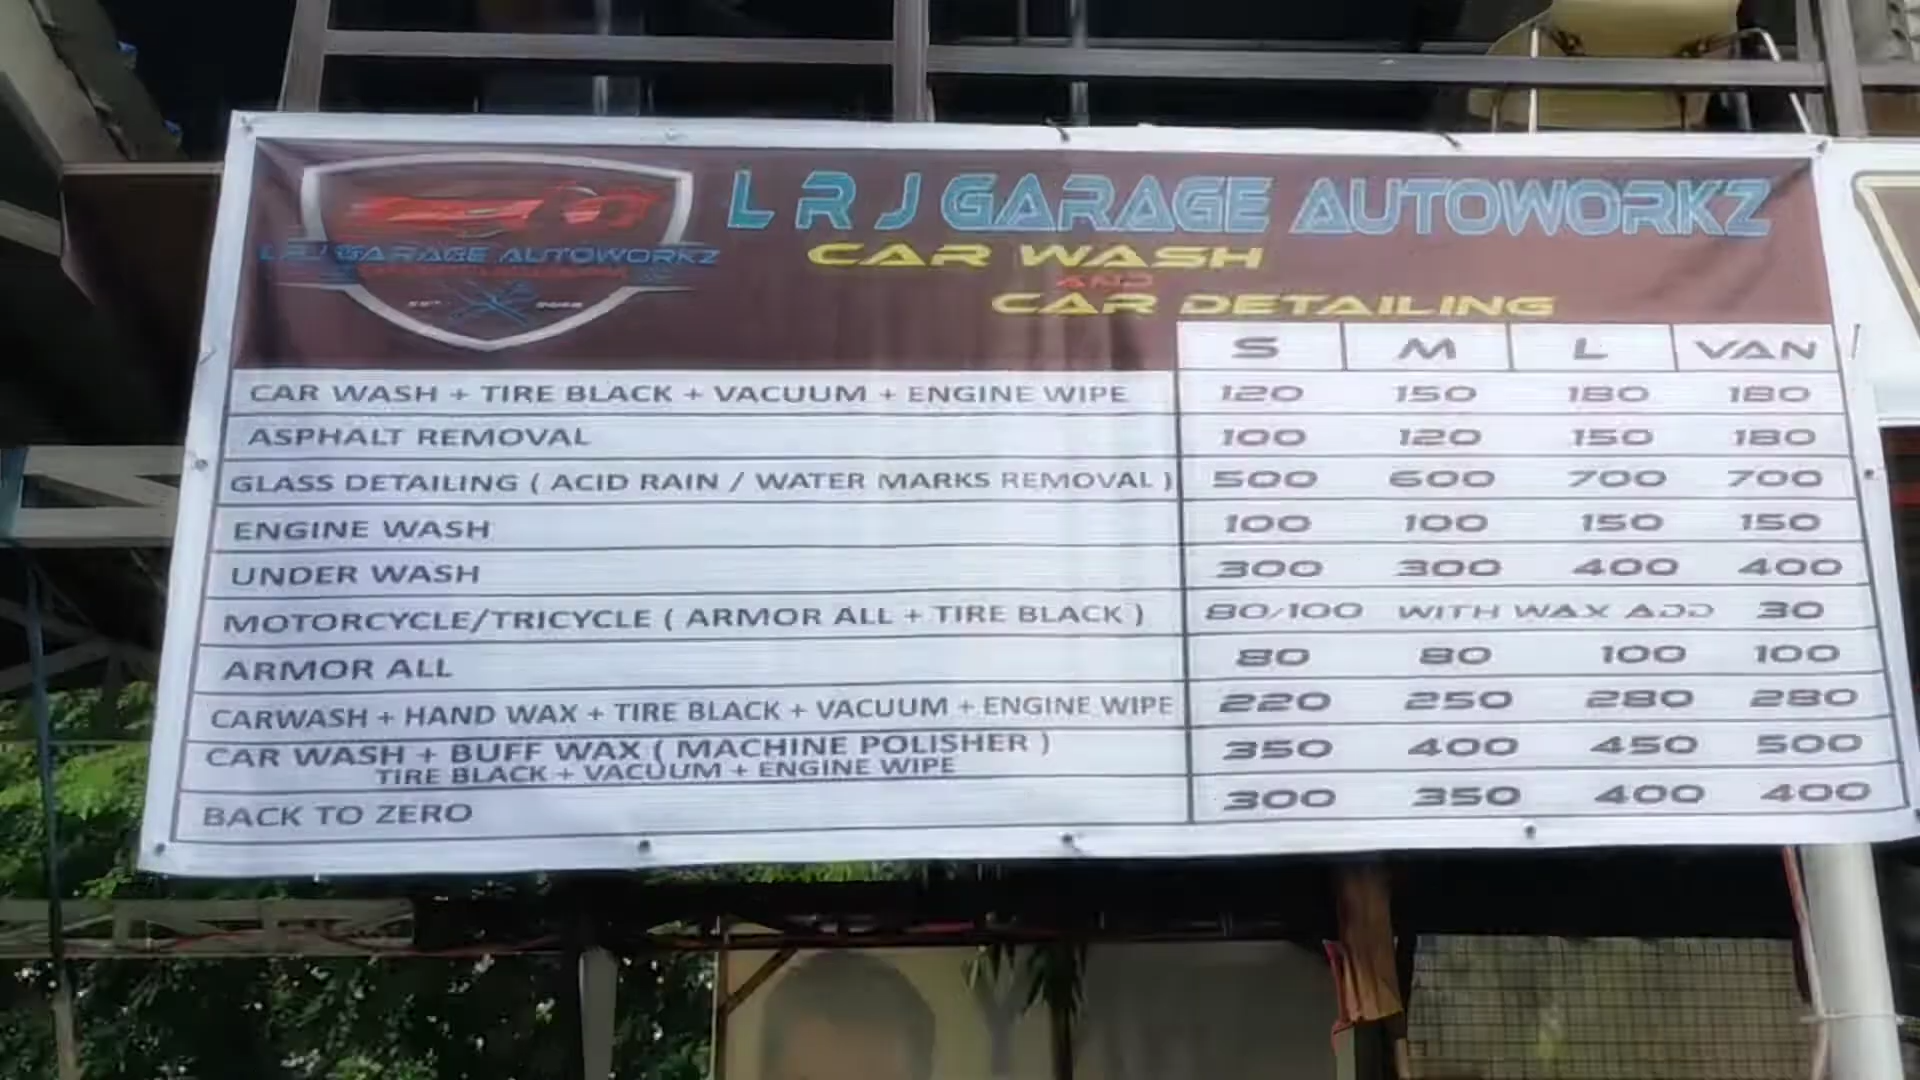 L R J GARAGE AUTOWORKZ
CAR WASH
AND
CAR DETAILING
L R J GARAGE AUTOWORKZ
S M L VAN
CAR WASH + TIRE BLACK + VACUUM + ENGINE WIPE 120 150 180 180
ASPHALT REMOVAL 100 120 150 180
GLASS DETAILING ( ACID RAIN / WATER MARKS REMOVAL ) 500 600 700 700
ENGINE WASH 100 100 150 150
UNDER WASH 300 300 400 400
MOTORCYCLE/TRICYCLE ( ARMOR ALL + TIRE BLACK ) 80/100 WITH WAX ADD 30
ARMOR ALL 80 80 100 100
CARWASH + HAND WAX + TIRE BLACK + VACUUM + ENGINE WIPE 220 250 280 280
CAR WASH + BUFF WAX ( MACHINE POLISHER ) 350 400 450 500
TIRE BLACK + VACUUM + ENGINE WIPE
BACK TO ZERO 300 350 400 400